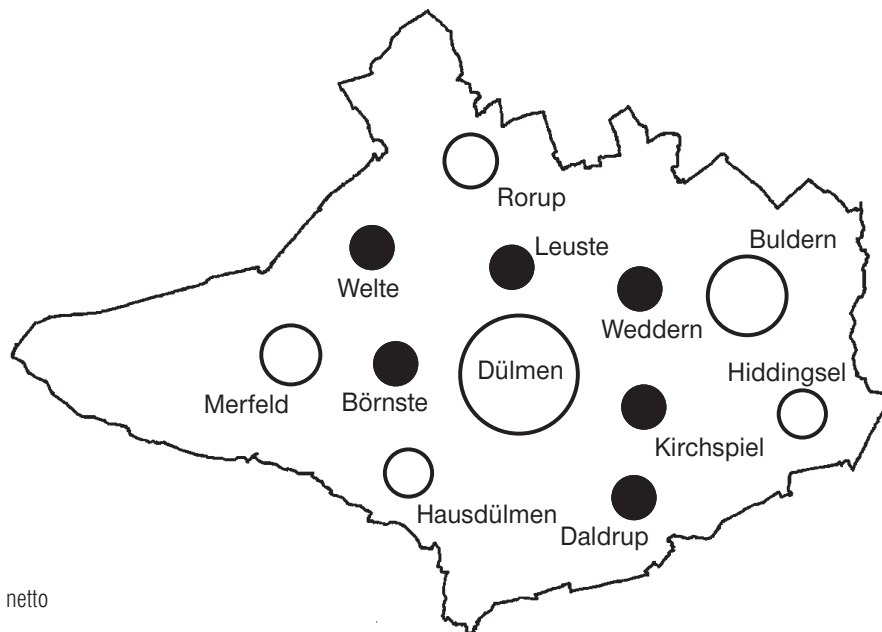 Rorup
Leuste
Buldern
Welte
Weddern
Dülmen
Hiddingsel
Merfeld
Börnste
Kirchspiel
Hausdülmen
Daldrup
netto